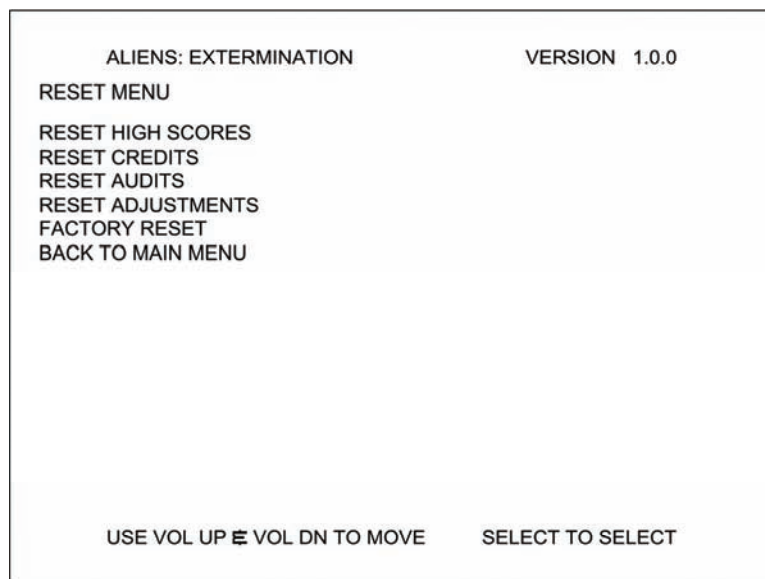 ALIENS: EXTERMINATION VERSION 1.0.0
RESET MENU
RESET HIGH SCORES
RESET CREDITS
RESET AUDITS
RESET ADJUSTMENTS
FACTORY RESET
BACK TO MAIN MENU
USE VOL UP & VOL DN TO MOVE SELECT TO SELECT